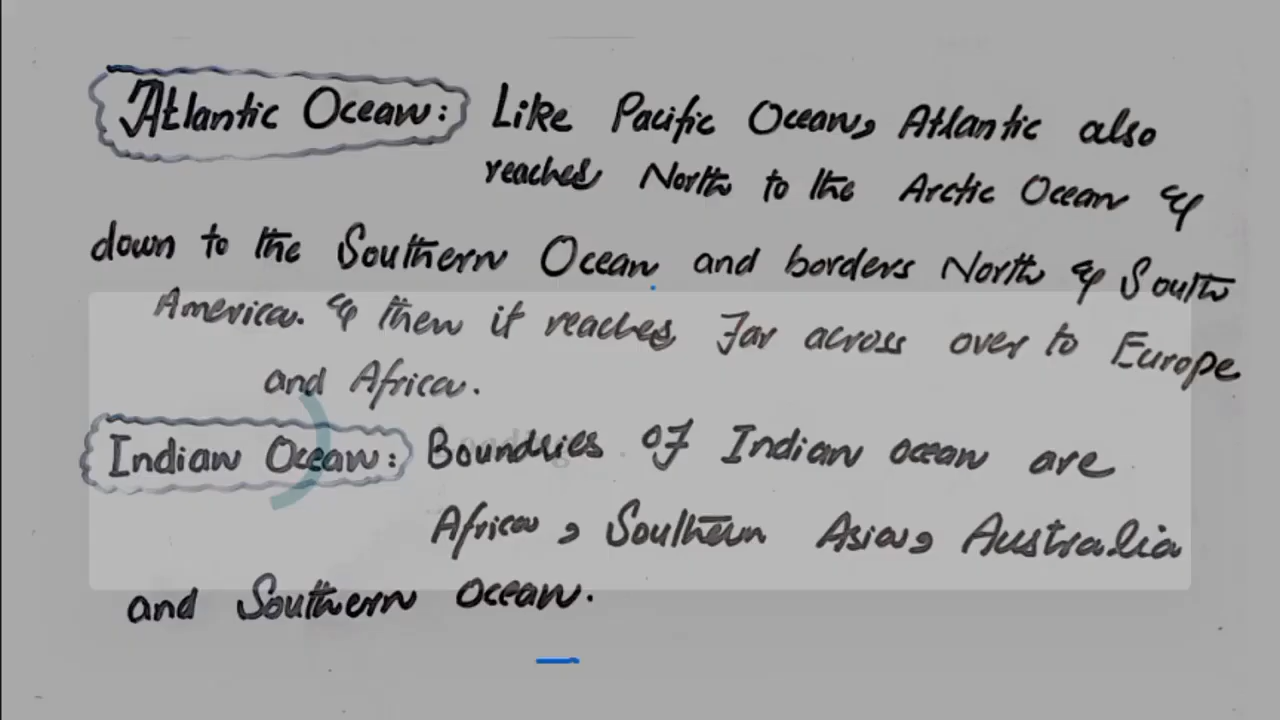 Atlantic Ocean: Like Pacific Ocean, Atlantic also
reaches North to the Arctic Ocean &
down to the Southern Ocean and borders North & South
America. & then it reaches far across over to Europe
and Africa.
Indian Ocean: Boundries of Indian ocean are
Africa, Southern Asia, Australia
and Southern ocean.